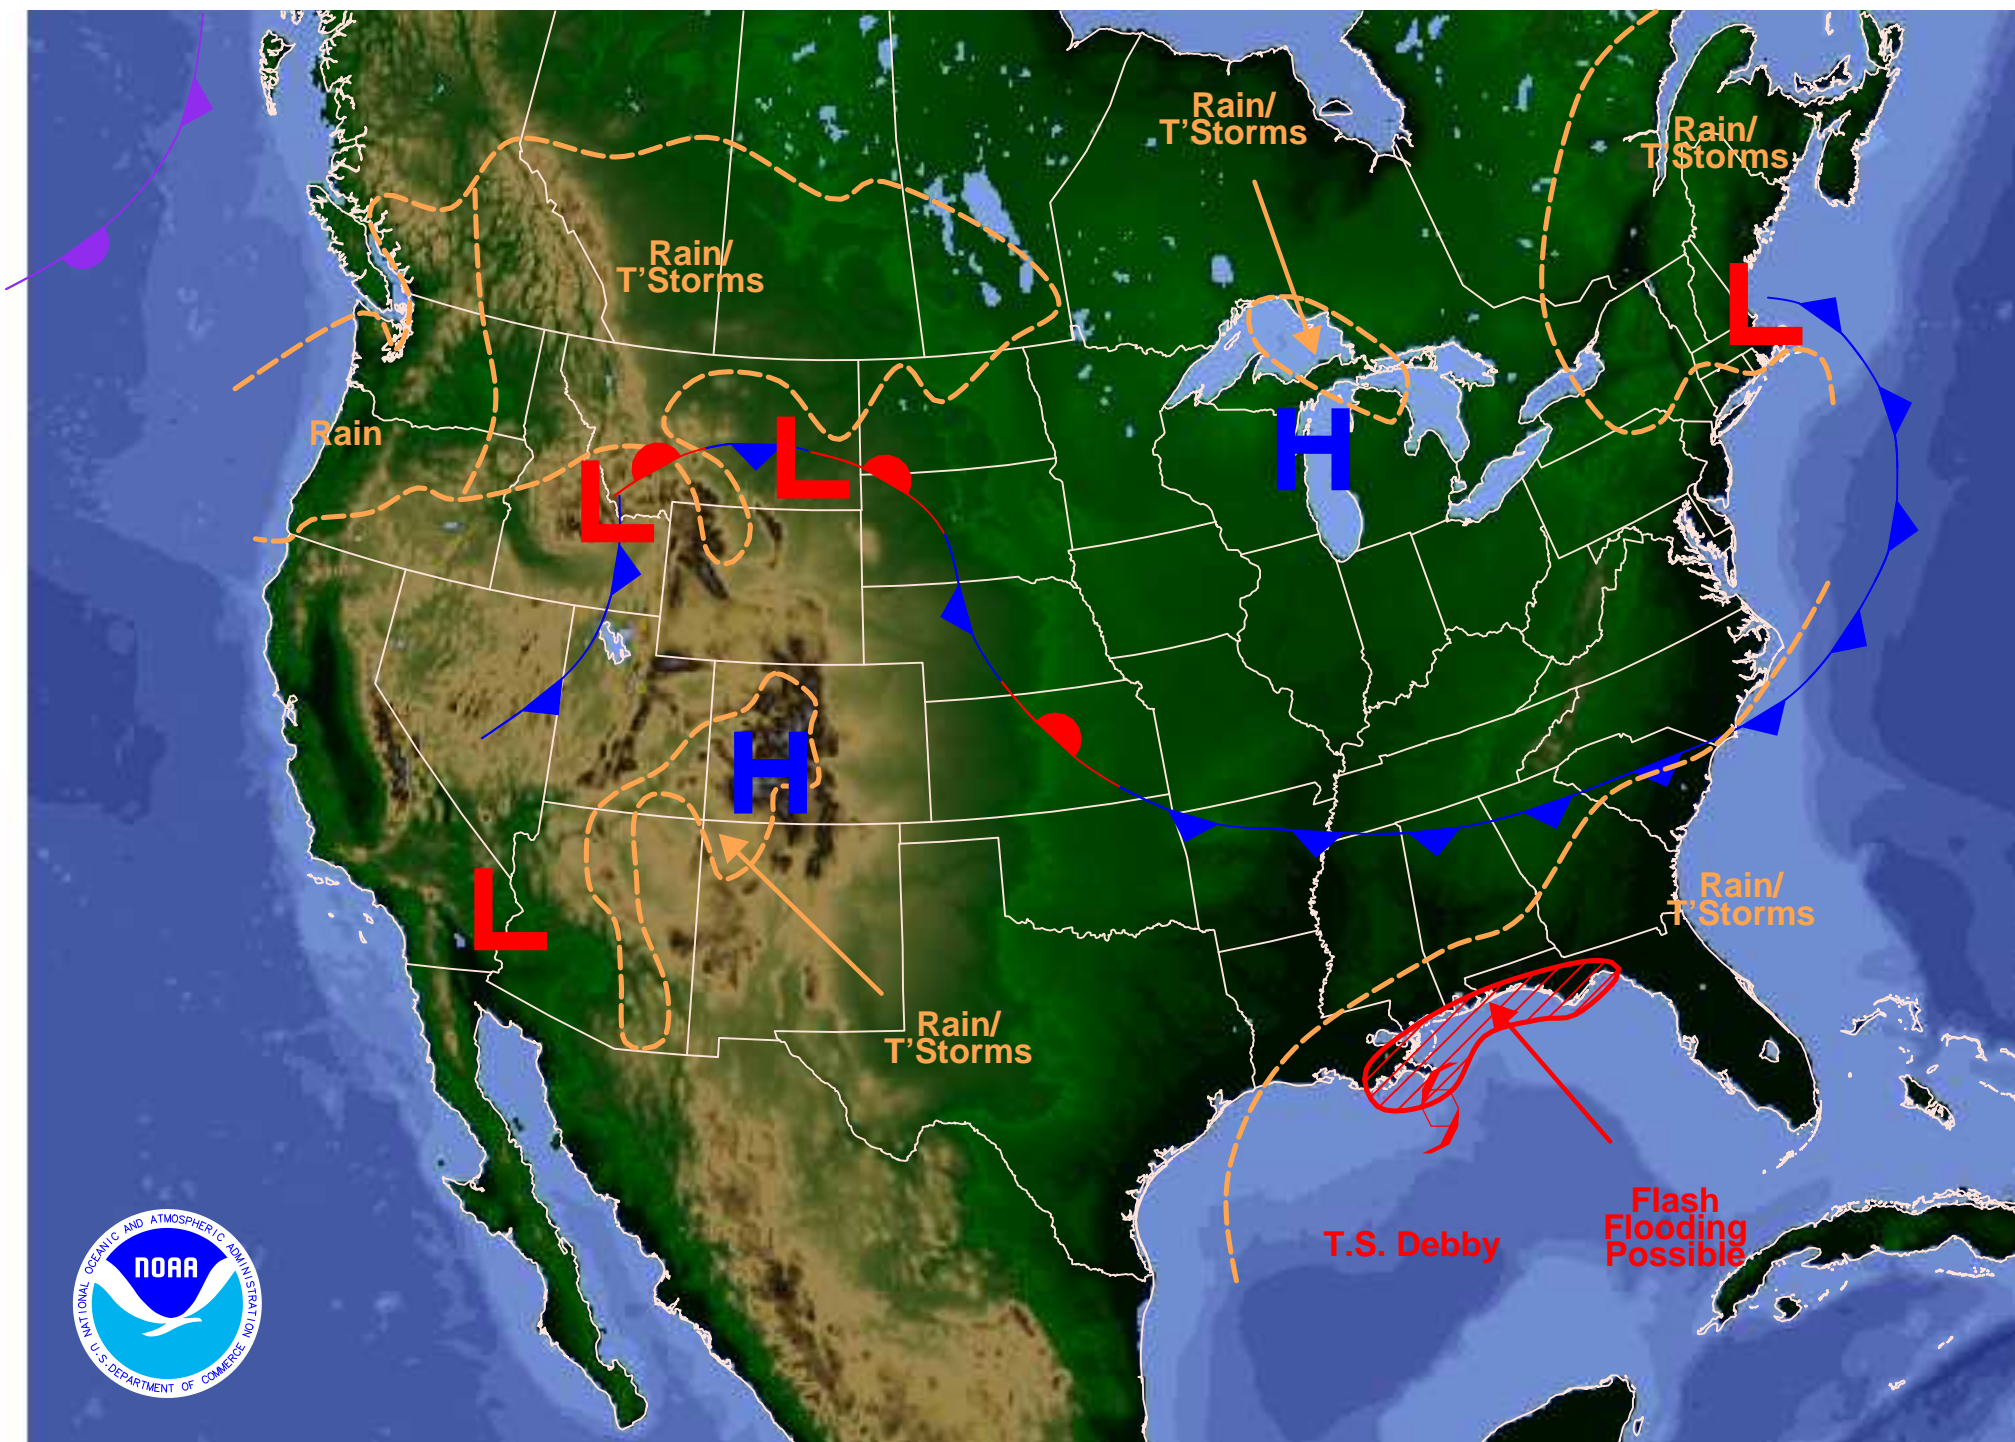 Rain/
T'Storms
Rain/
T'Storms
Rain/
T'Storms
L
Rain
H
L
L
H
L
Rain/
T'Storms
Rain/
T'Storms
Flash
Flooding
Possible
T.S. Debby
NATIONAL OCEANIC AND ATMOSPHERIC ADMINISTRATION
NOAA
U.S. DEPARTMENT OF COMMERCE